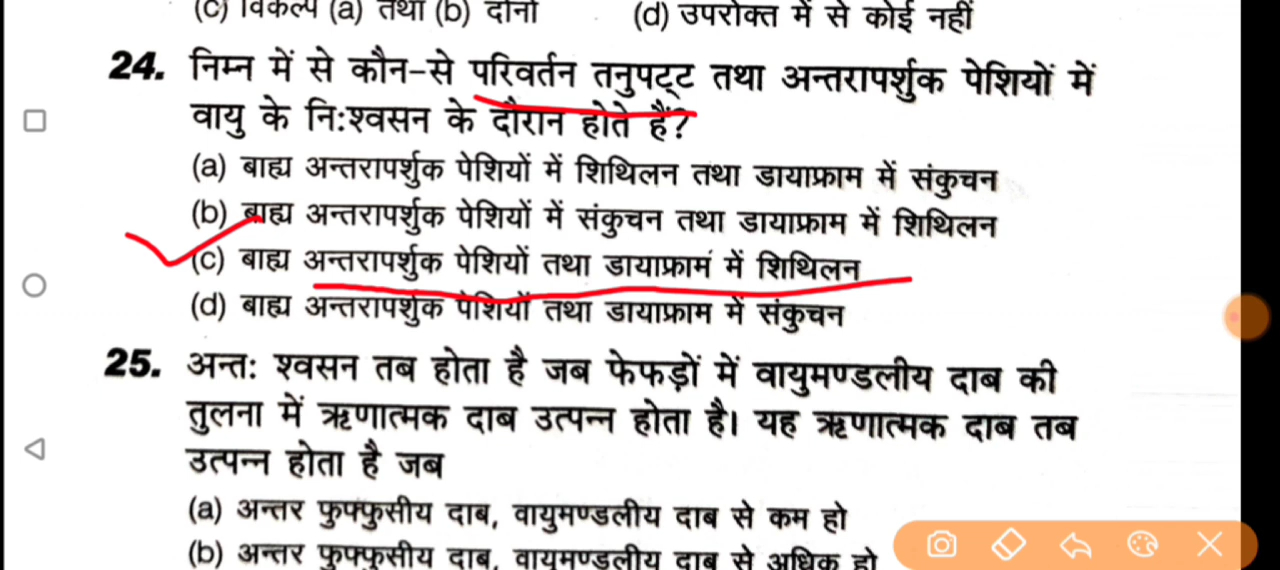 (c) विकल्प (a) तथा (b) दोनों (d) उपरोक्त में से कोई नहीं
24. निम्न में से कौन-से परिवर्तन तनुपट्ट तथा अन्तरापर्शुक पेशियों में
वायु के नि:श्वसन के दौरान होते हैं?
(a) बाह्य अन्तरापर्शुक पेशियों में शिथिलन तथा डायाफ्राम में संकुचन
(b) बाह्य अन्तरापर्शुक पेशियों में संकुचन तथा डायाफ्राम में शिथिलन
(c) बाह्य अन्तरापर्शुक पेशियों तथा डायाफ्राम में शिथिलन
(d) बाह्य अन्तरापर्शुक पेशियों तथा डायाफ्राम में संकुचन
25. अन्त: श्वसन तब होता है जब फेफड़ों में वायुमण्डलीय दाब की
तुलना में ऋणात्मक दाब उत्पन्न होता है। यह ऋणात्मक दाब तब
उत्पन्न होता है जब
(a) अन्तर फुफ्फुसीय दाब, वायुमण्डलीय दाब से कम हो
(b) अन्तर फुफ्फुसीय दाब, वायुमण्डलीय दाब से अधिक हो